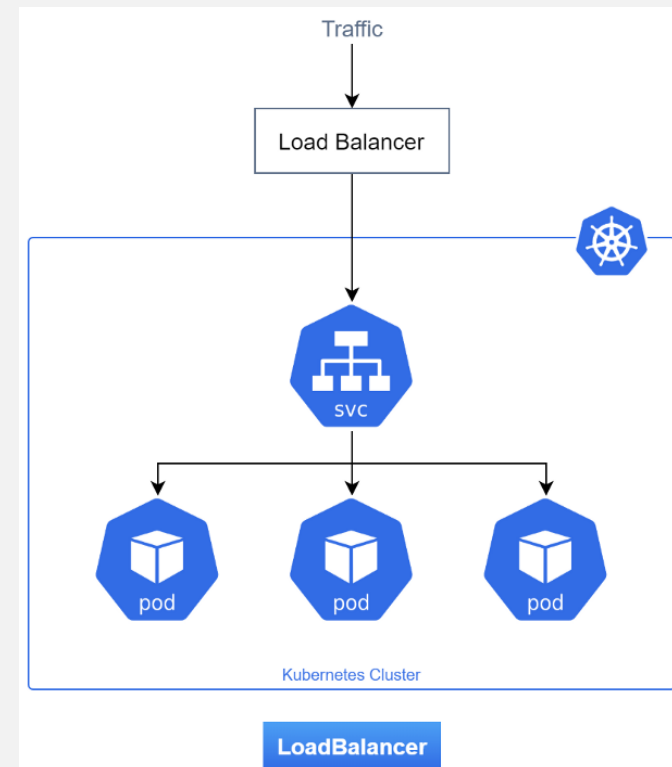 Traffic
Load Balancer
svc
pod
pod
pod
Kubernetes Cluster
LoadBalancer